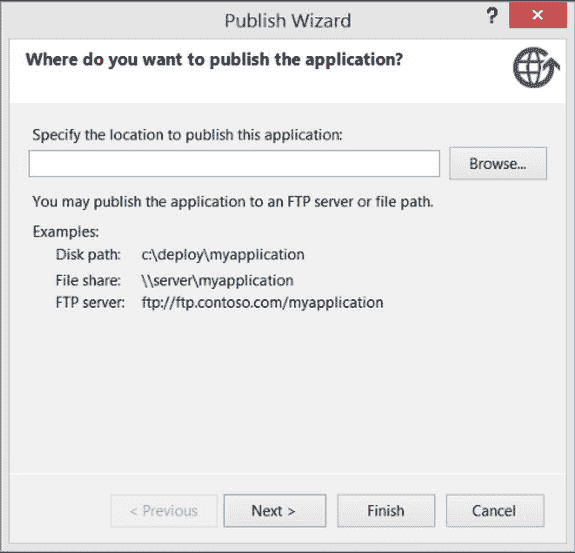 Publish Wizard
?
Where do you want to publish the application?
Specify the location to publish this application:
Browse...
You may publish the application to an FTP server or file path.
Examples:
Disk path: c:\deploy\myapplication
File share: \\server\myapplication
FTP server: ftp://ftp.contoso.com/myapplication
< Previous Next > Finish Cancel